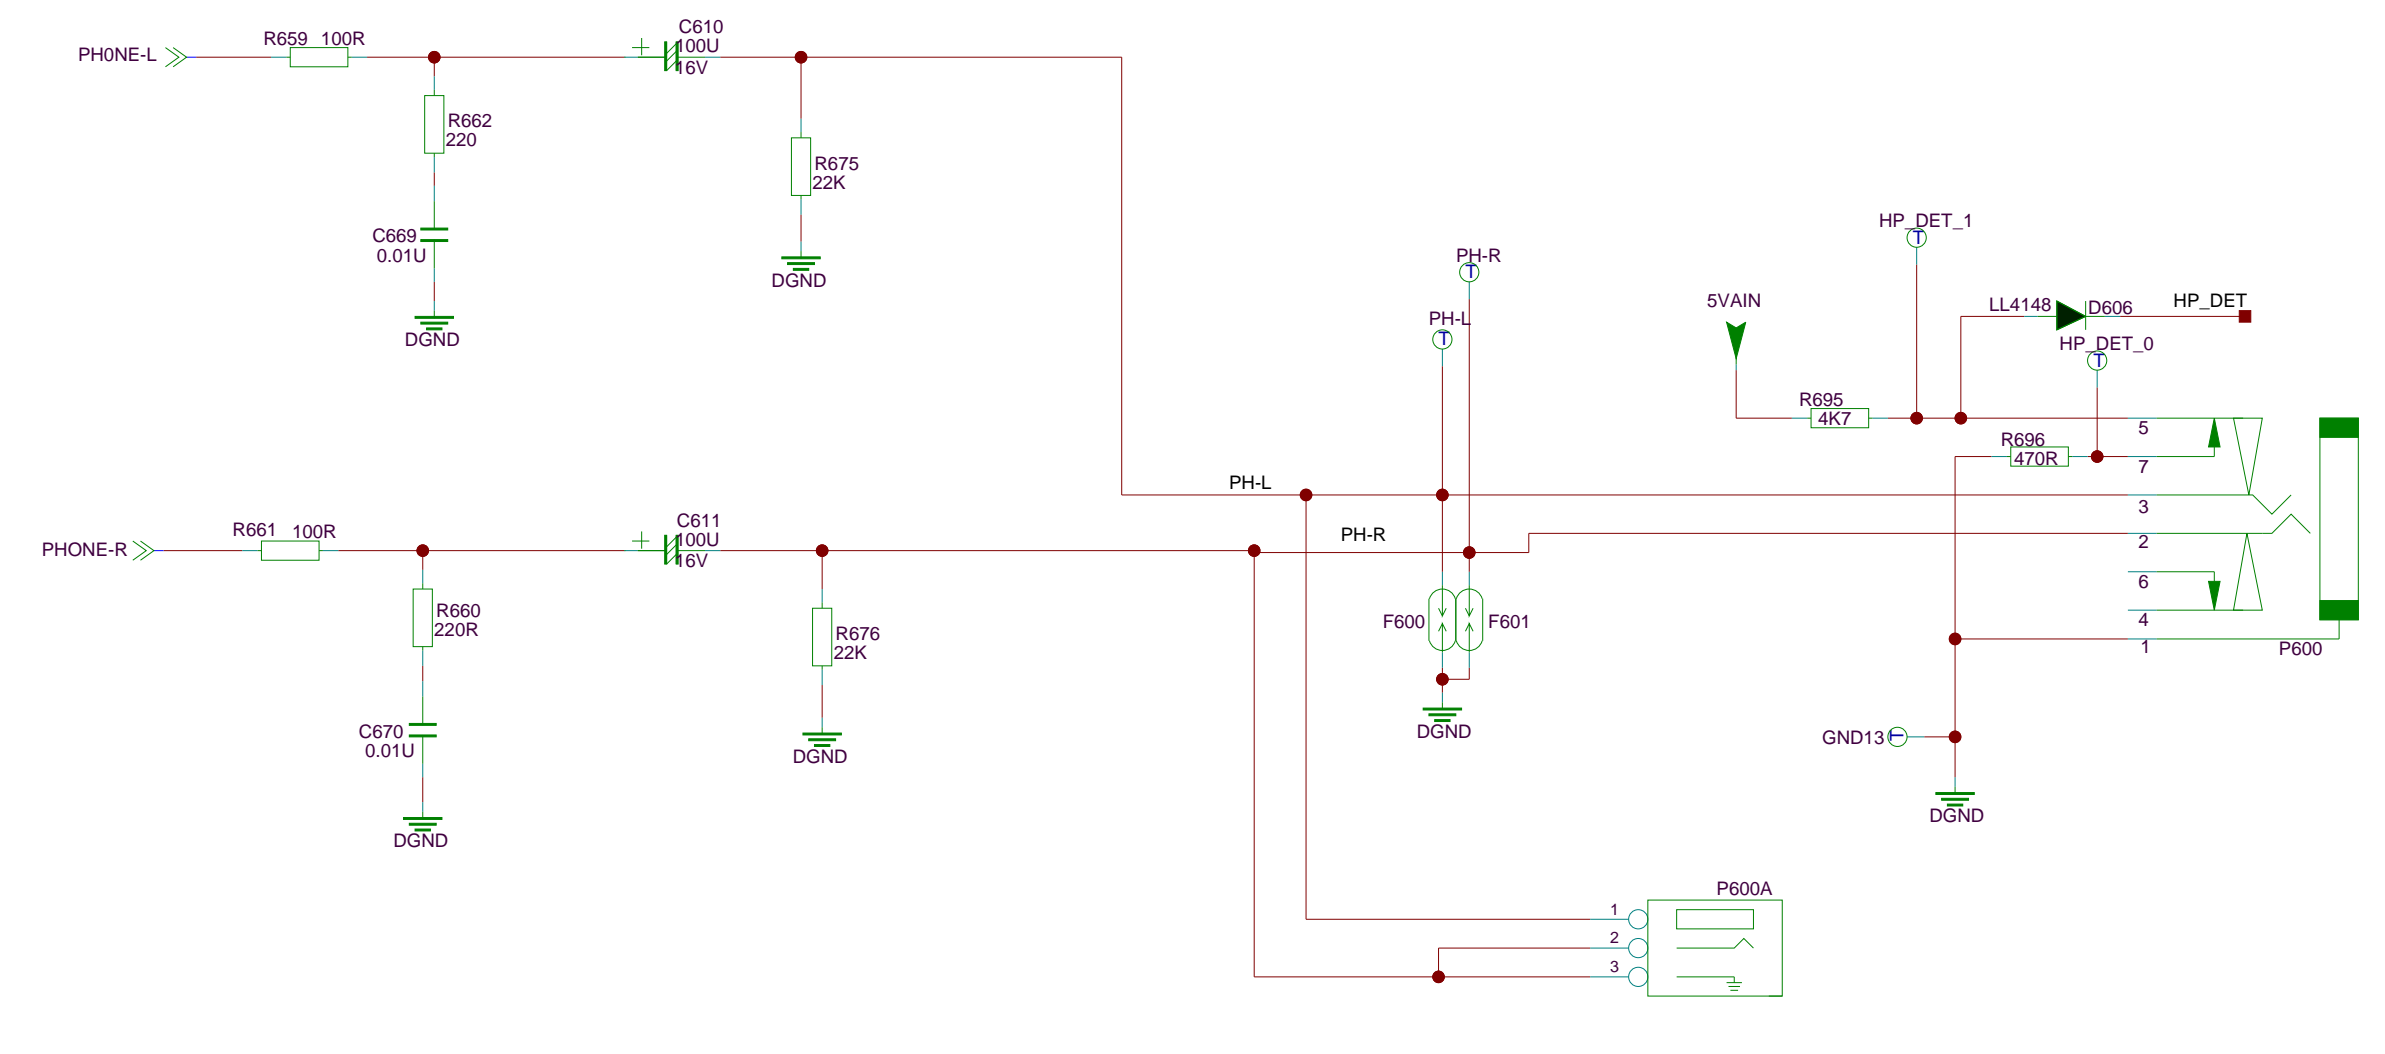 PH0NE-L
R659 100R
C610
100U
16V
R662
220
C669
0.01U
DGND
R675
22K
DGND
PHONE-R
R661 100R
C611
100U
16V
R660
220R
C670
0.01U
DGND
R676
22K
DGND
PH-L
PH-R
PH-R
T
PH-L
T
F600
F601
DGND
5VAIN
R695
4K7
HP_DET_1
T
LL4148
D606
HP_DET
HP_DET_0
T
R696
470R
5
7
3
2
6
4
1
P600
GND13
T
DGND
P600A
1
2
3